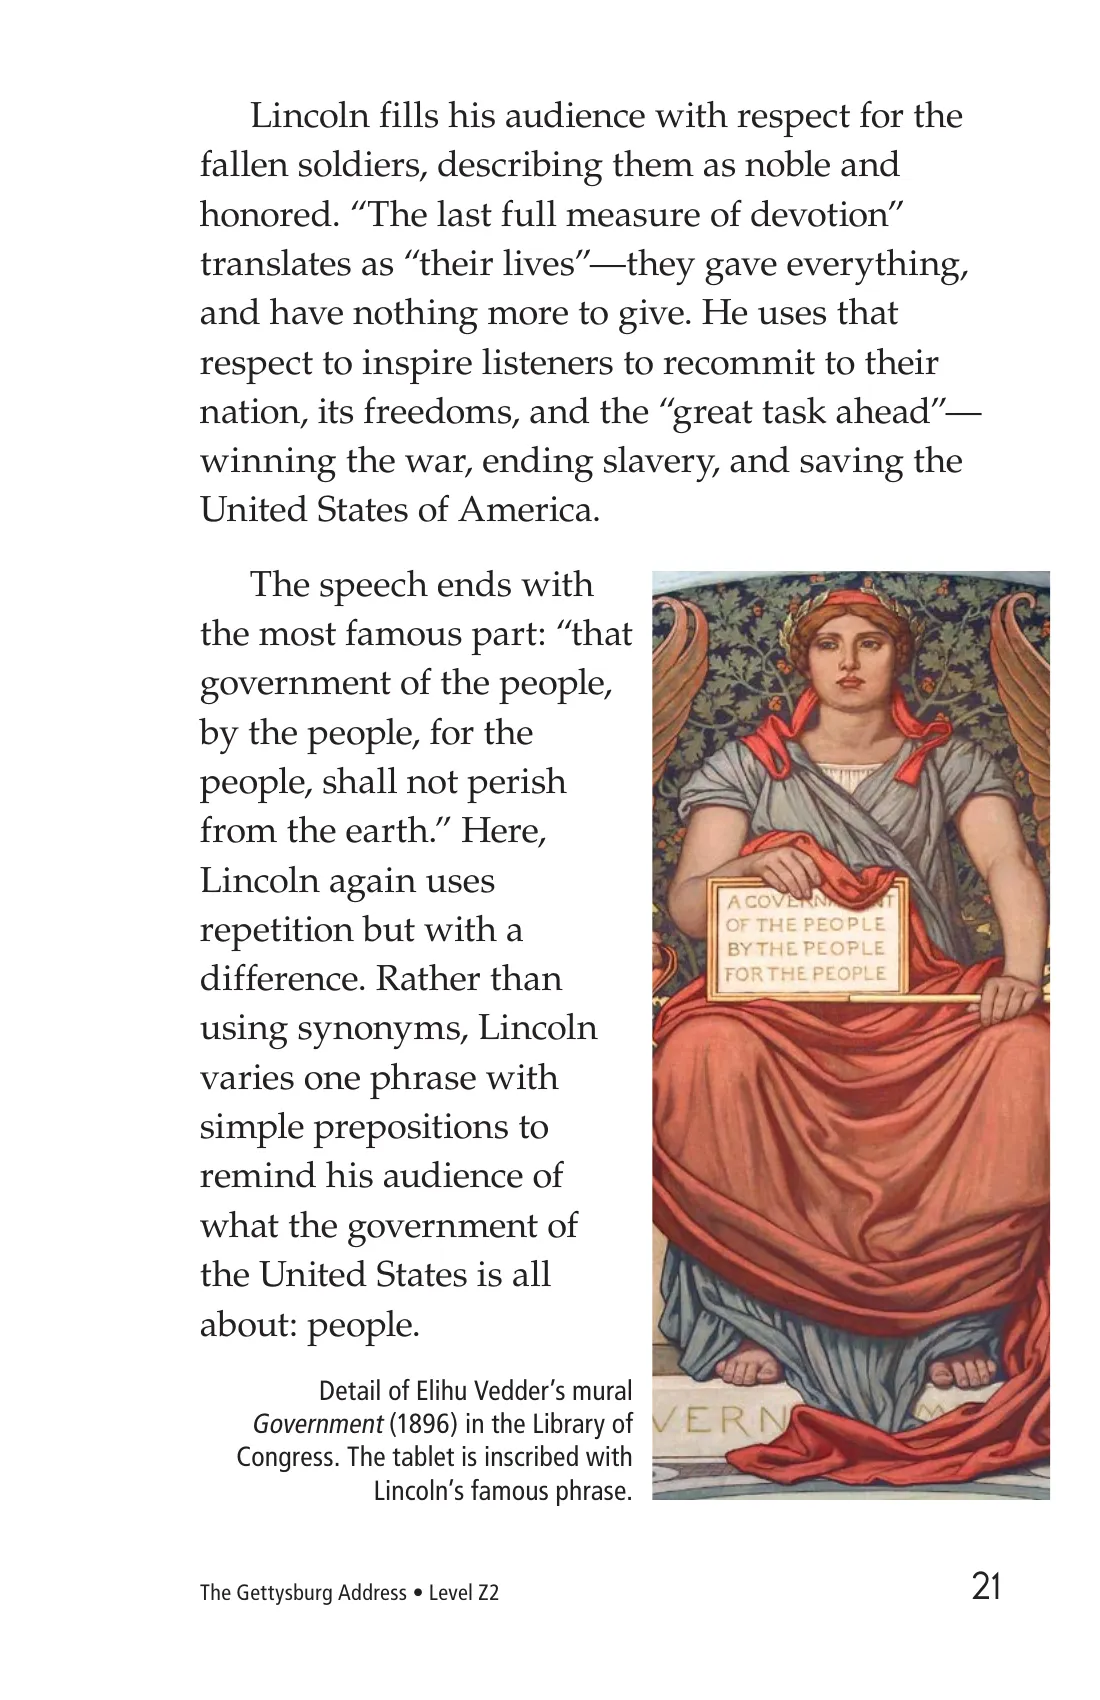 Lincoln fills his audience with respect for the
fallen soldiers, describing them as noble and
honored. “The last full measure of devotion”
translates as “their lives”—they gave everything,
and have nothing more to give. He uses that
respect to inspire listeners to recommit to their
nation, its freedoms, and the “great task ahead”—
winning the war, ending slavery, and saving the
United States of America.
The speech ends with
the most famous part: “that
government of the people,
by the people, for the
people, shall not perish
from the earth.” Here,
Lincoln again uses
repetition but with a
difference. Rather than
using synonyms, Lincoln
varies one phrase with
simple prepositions to
remind his audience of
what the government of
the United States is all
about: people.
Detail of Elihu Vedder’s mural
Government (1896) in the Library of
Congress. The tablet is inscribed with
Lincoln’s famous phrase.
A
OF THE PEOPLE
BY THE PEOPLE
FOR THE PEOPLE
The Gettysburg Address • Level Z2
21